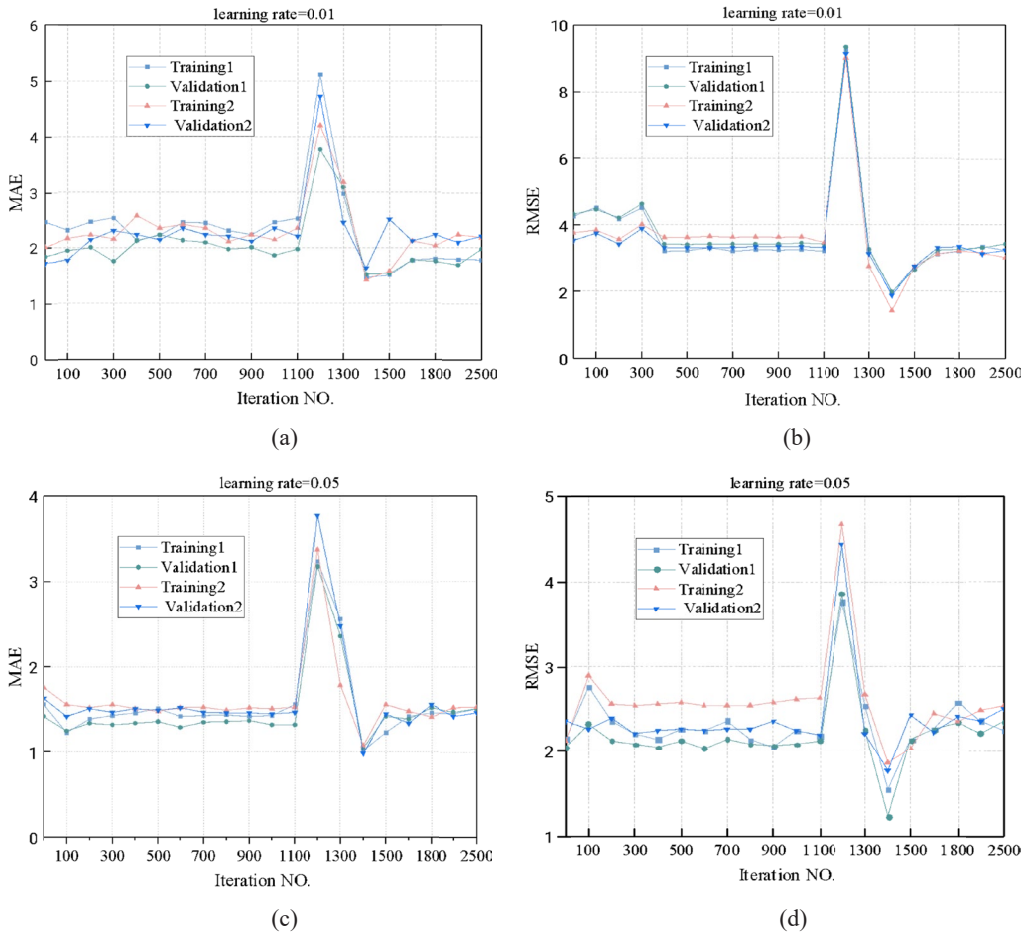 learning rate=0.01
6
5
4
3
2
1
0
MAE
Training1
Validation1
Training2
Validation2
100 300 500 700 900 1100 1300 1500 1800 2500
Iteration NO.
(a)
learning rate=0.01
10
8
6
4
2
0
RMSE
Training1
Validation1
Training2
Validation2
100 300 500 700 900 1100 1300 1500 1800 2500
Iteration NO.
(b)
learning rate=0.05
4
3
2
1
0
MAE
Training1
Validation1
Training2
Validation2
100 300 500 700 900 1100 1300 1500 1800 2500
Iteration NO.
(c)
learning rate=0.05
5
4
3
2
1
RMSE
Training1
Validation1
Training2
Validation2
100 300 500 700 900 1100 1300 1500 1800 2500
Iteration NO.
(d)